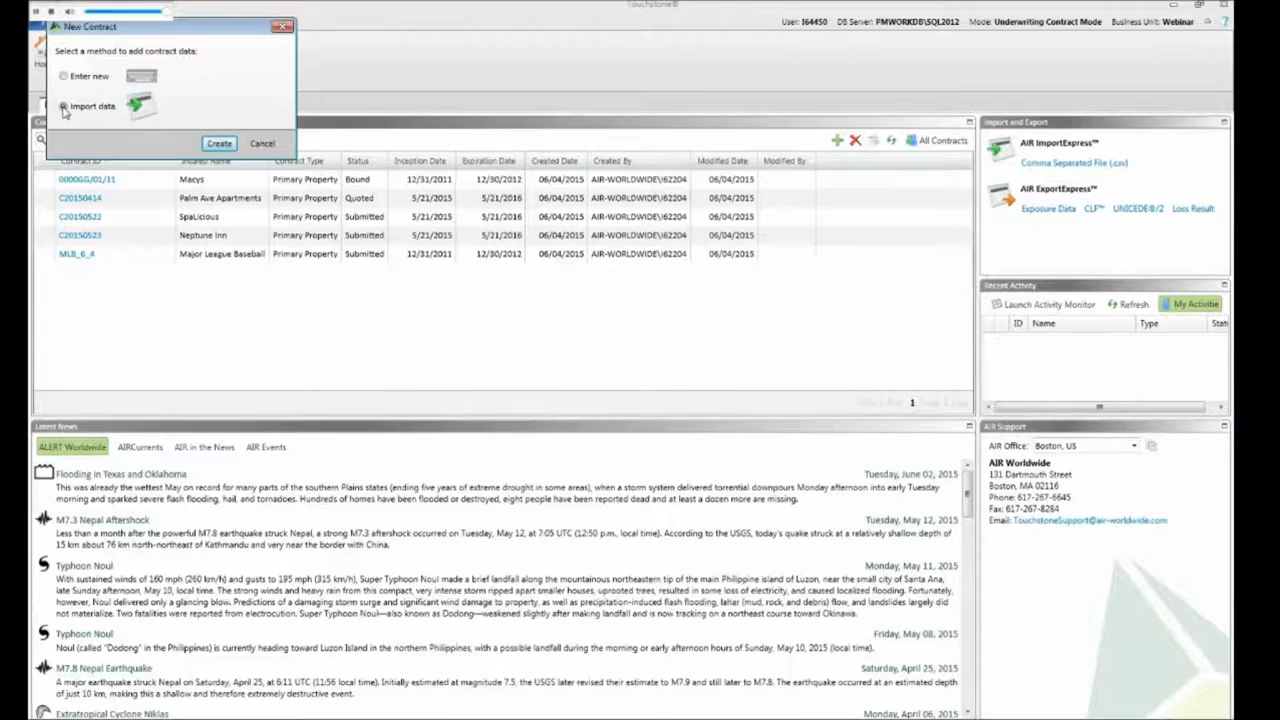 Touchstone®
New Contract
User: I64450 DB Server: PMWORKDB\SQL2012 Mode: Underwriting Contract Mode Business Unit: Webinar
Select a method to add contract data:
Enter new
Import data
Create Cancel
All Contracts
Contract ID Insured Name Contract Type Status Inception Date Expiration Date Created Date Created By Modified Date Modified By
0000GG/01/11 Macys Primary Property Bound 12/31/2011 12/30/2012 06/04/2015 AIR-WORLDWIDE\i62204 06/04/2015
C20150414 Palm Ave Apartments Primary Property Quoted 5/21/2015 5/21/2016 06/04/2015 AIR-WORLDWIDE\i62204 06/04/2015
C20150522 SpaLicious Primary Property Submitted 5/21/2015 5/21/2016 06/04/2015 AIR-WORLDWIDE\i62204 06/04/2015
C20150523 Neptune Inn Primary Property Submitted 5/21/2015 5/21/2016 06/04/2015 AIR-WORLDWIDE\i62204 06/04/2015
MLB_6_4 Major League Baseball Primary Property Submitted 12/31/2011 12/30/2012 06/04/2015 AIR-WORLDWIDE\i62204 06/04/2015
1
Import and Export
AIR ImportExpress™
Comma Separated File (.csv)
AIR ExportExpress™
Exposure Data CLF™ UNICEDE®/2 Loss Result
Recent Activity
Launch Activity Monitor Refresh My Activitie
ID Name Type Stat
Latest News
ALERT Worldwide AIRCurrents AIR in the News AIR Events
Flooding in Texas and Oklahoma Tuesday, June 02, 2015
This was already the wettest May on record for many parts of the southern Plains states (ending five years of extreme drought in some areas), when a storm system delivered torrential downpours Monday afternoon into early Tuesday
morning and sparked severe flash flooding, hail, and tornadoes. Hundreds of homes have been flooded or destroyed, eight people have been reported dead and at least a dozen more are missing.
M7.3 Nepal Aftershock Tuesday, May 12, 2015
Less than a month after the powerful M7.8 earthquake struck Nepal, a strong M7.3 aftershock occurred on Tuesday, May 12, at 7:05 UTC (12:50 p.m., local time). According to the USGS, today's quake struck at a relatively shallow depth of
15 km about 76 km north-northeast of Kathmandu and very near the border with China.
Typhoon Noul Monday, May 11, 2015
With sustained winds of 160 mph (260 km/h) and gusts to 195 mph (315 km/h), Super Typhoon Noul made a brief landfall along the mountainous northeastern tip of the main Philippine island of Luzon, near the small city of Santa Ana,
late Sunday afternoon, May 10, local time. The strong winds and heavy rain from this compact, very intense storm ripped apart smaller houses, uprooted trees, resulted in some loss of electricity, and caused localized flooding. Fortunately,
however, Noul delivered only a glancing blow. Predictions of a damaging storm surge and significant wind damage to property, as well as precipitation-induced flash flooding, lahar (mud, rock, and debris) flow, and landslides largely did
not materialize. Two fatalities were reported from electrocution. Super Typhoon Noul—also known as Dodong—weakened slightly after making landfall and is now tracking on a northeast course toward Okinawa.
Typhoon Noul Friday, May 08, 2015
Noul (called "Dodong" in the Philippines) is currently heading toward Luzon Island in the northern Philippines, with a possible landfall during the morning or early afternoon hours of Sunday, May 10, 2015 (local time).
M7.8 Nepal Earthquake Saturday, April 25, 2015
A major earthquake struck Nepal on Saturday, April 25, at 6:11 UTC (11:56 local time). Initially estimated at magnitude 7.5, the USGS later revised their estimate to M7.9 and still later to M7.8. The earthquake occurred at an estimated depth
of just 10 km, making this a shallow and therefore extremely destructive event.
Extratropical Cyclone Niklas Monday, April 06, 2015
AIR Support
AIR Office: Boston, US
AIR Worldwide
131 Dartmouth Street
Boston, MA 02116
Phone: 617-267-6645
Fax: 617-267-8284
Email: TouchstoneSupport@air-worldwide.com